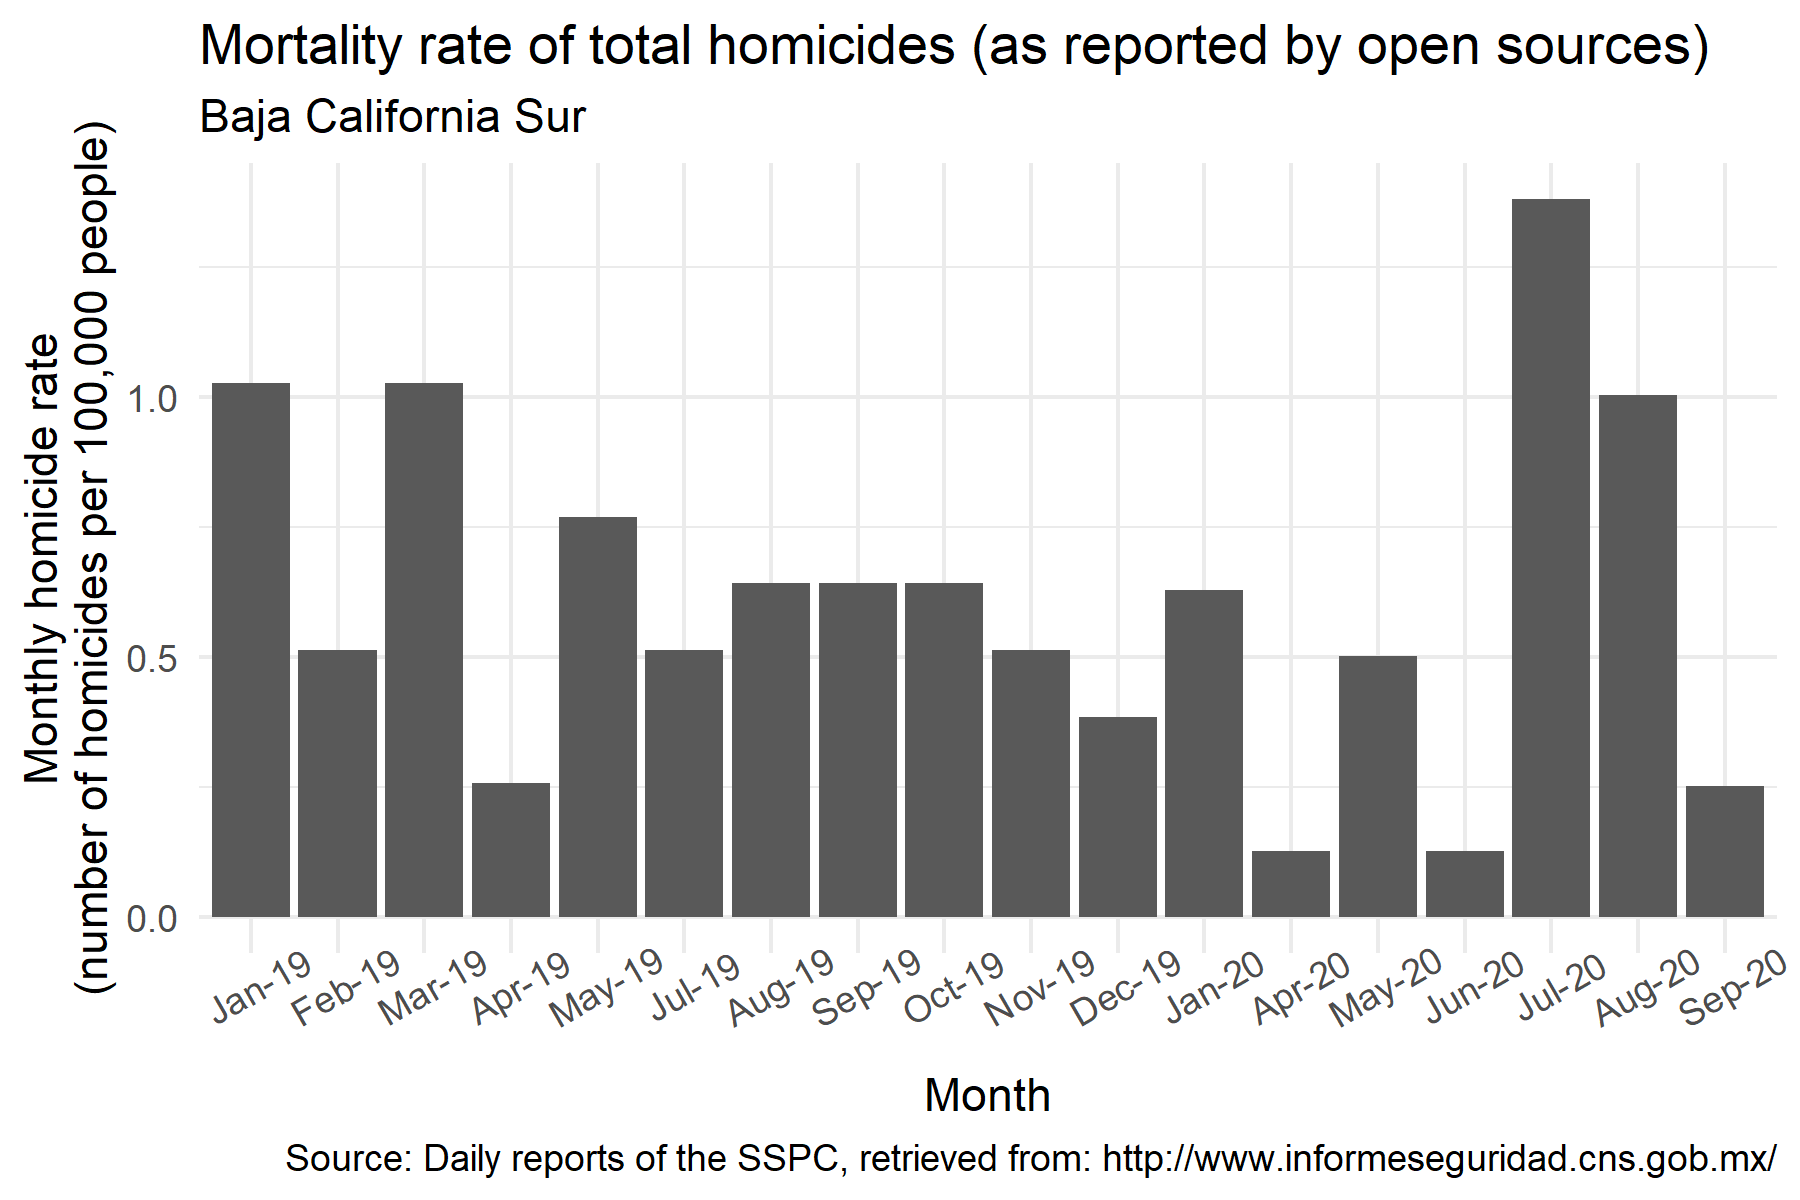 Mortality rate of total homicides (as reported by open sources)
Baja California Sur
Monthly homicide rate
(number of homicides per 100,000 people)
1.0
0.5
0.0
Jan-19
Feb-19
Mar-19
Apr-19
May-19
Jul-19
Aug-19
Sep-19
Oct-19
Nov-19
Dec-19
Jan-20
Apr-20
May-20
Jun-20
Jul-20
Aug-20
Sep-20
Month
Source: Daily reports of the SSPC, retrieved from: http://www.informeseguridad.cns.gob.mx/